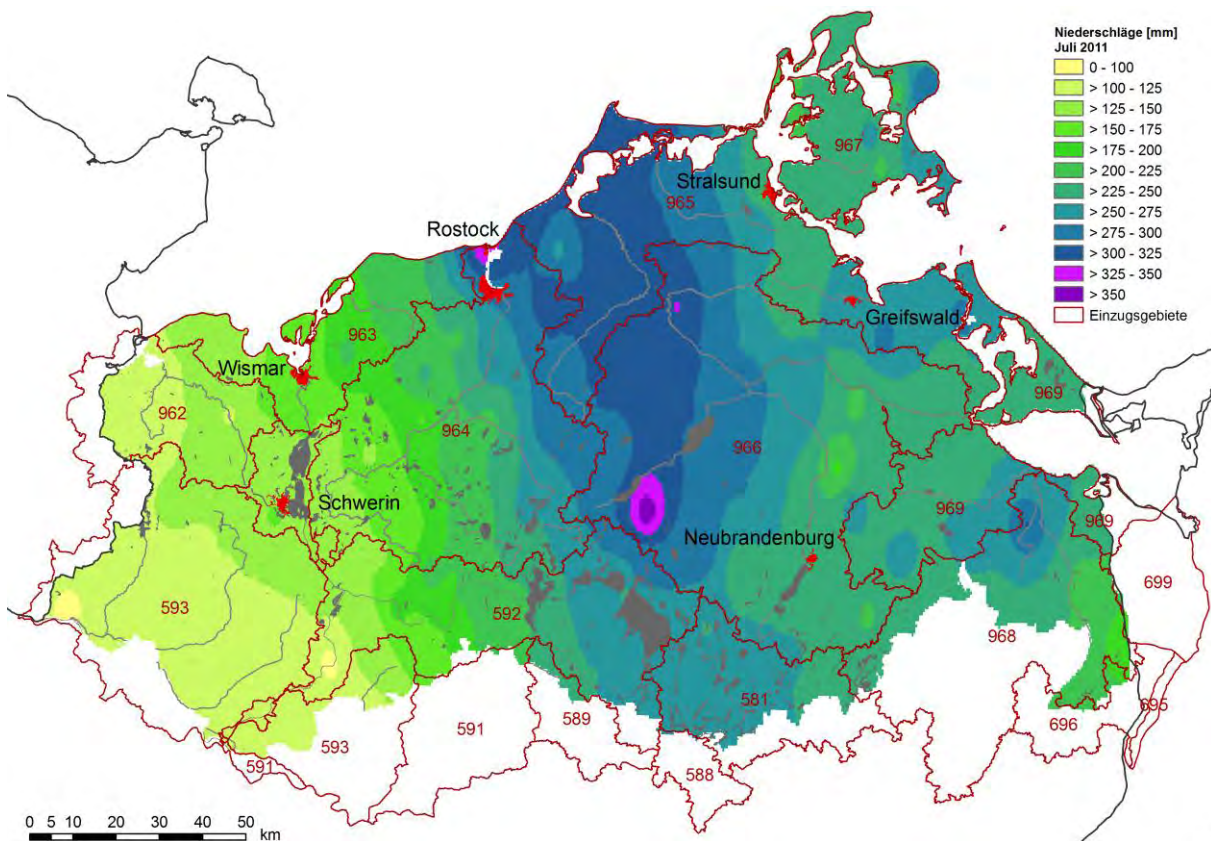 Niederschläge [mm]
Juli 2011
0 - 100
> 100 - 125
> 125 - 150
> 150 - 175
> 175 - 200
> 200 - 225
> 225 - 250
> 250 - 275
> 275 - 300
> 300 - 325
> 325 - 350
> 350
Einzugsgebiete
967
Stralsund
965
Rostock
Greifswald
963
Wismar
969
962
964
966
Schwerin
969
969
Neubrandenburg
699
593
592
968
581
695
591
589
696
593
588
591
0 5 10 20 30 40 50
km